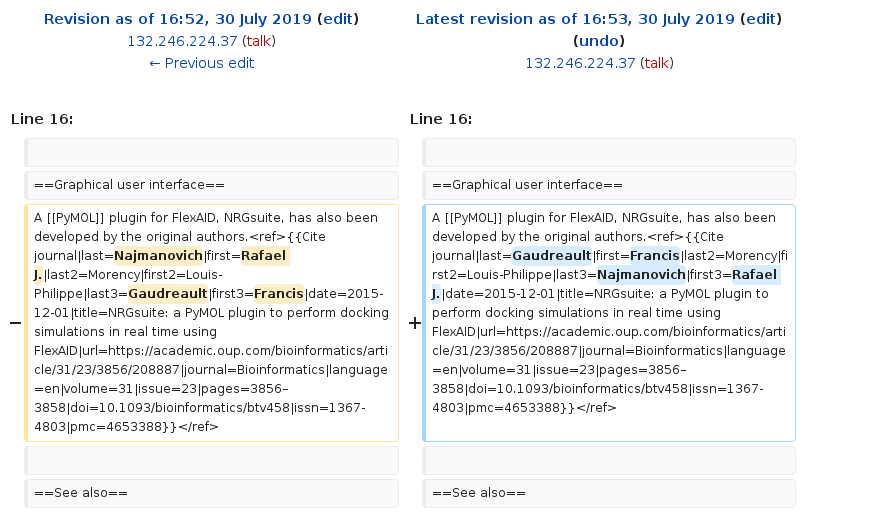 Revision as of 16:52, 30 July 2019 (edit)
132.246.224.37 (talk)
← Previous edit
Latest revision as of 16:53, 30 July 2019 (edit)
(undo)
132.246.224.37 (talk)
Line 16:
Line 16:
==Graphical user interface==
==Graphical user interface==
−
A [[PyMOL]] plugin for FlexAID, NRGsuite, has also been
developed by the original authors.<ref>{{Cite
journal|last=Najmanovich|first=Rafael
J.|last2=Morency|first2=Louis-
Philippe|last3=Gaudreault|first3=Francis|date=2015-
12-01|title=NRGsuite: a PyMOL plugin to perform docking
simulations in real time using
FlexAID|url=https://academic.oup.com/bioinformatics/arti
cle/31/23/3856/208887|journal=Bioinformatics|language
=en|volume=31|issue=23|pages=3856–
3858|doi=10.1093/bioinformatics/btv458|issn=1367-
4803|pmc=4653388}}</ref>
+
A [[PyMOL]] plugin for FlexAID, NRGsuite, has also been
developed by the original authors.<ref>{{Cite
journal|last=Gaudreault|first=Francis|last2=Morency|fi
rst2=Louis-Philippe|last3=Najmanovich|first3=Rafael
J.|date=2015-12-01|title=NRGsuite: a PyMOL plugin to
perform docking simulations in real time using
FlexAID|url=https://academic.oup.com/bioinformatics/arti
cle/31/23/3856/208887|journal=Bioinformatics|language
=en|volume=31|issue=23|pages=3856–
3858|doi=10.1093/bioinformatics/btv458|issn=1367-
4803|pmc=4653388}}</ref>
==See also==
==See also==